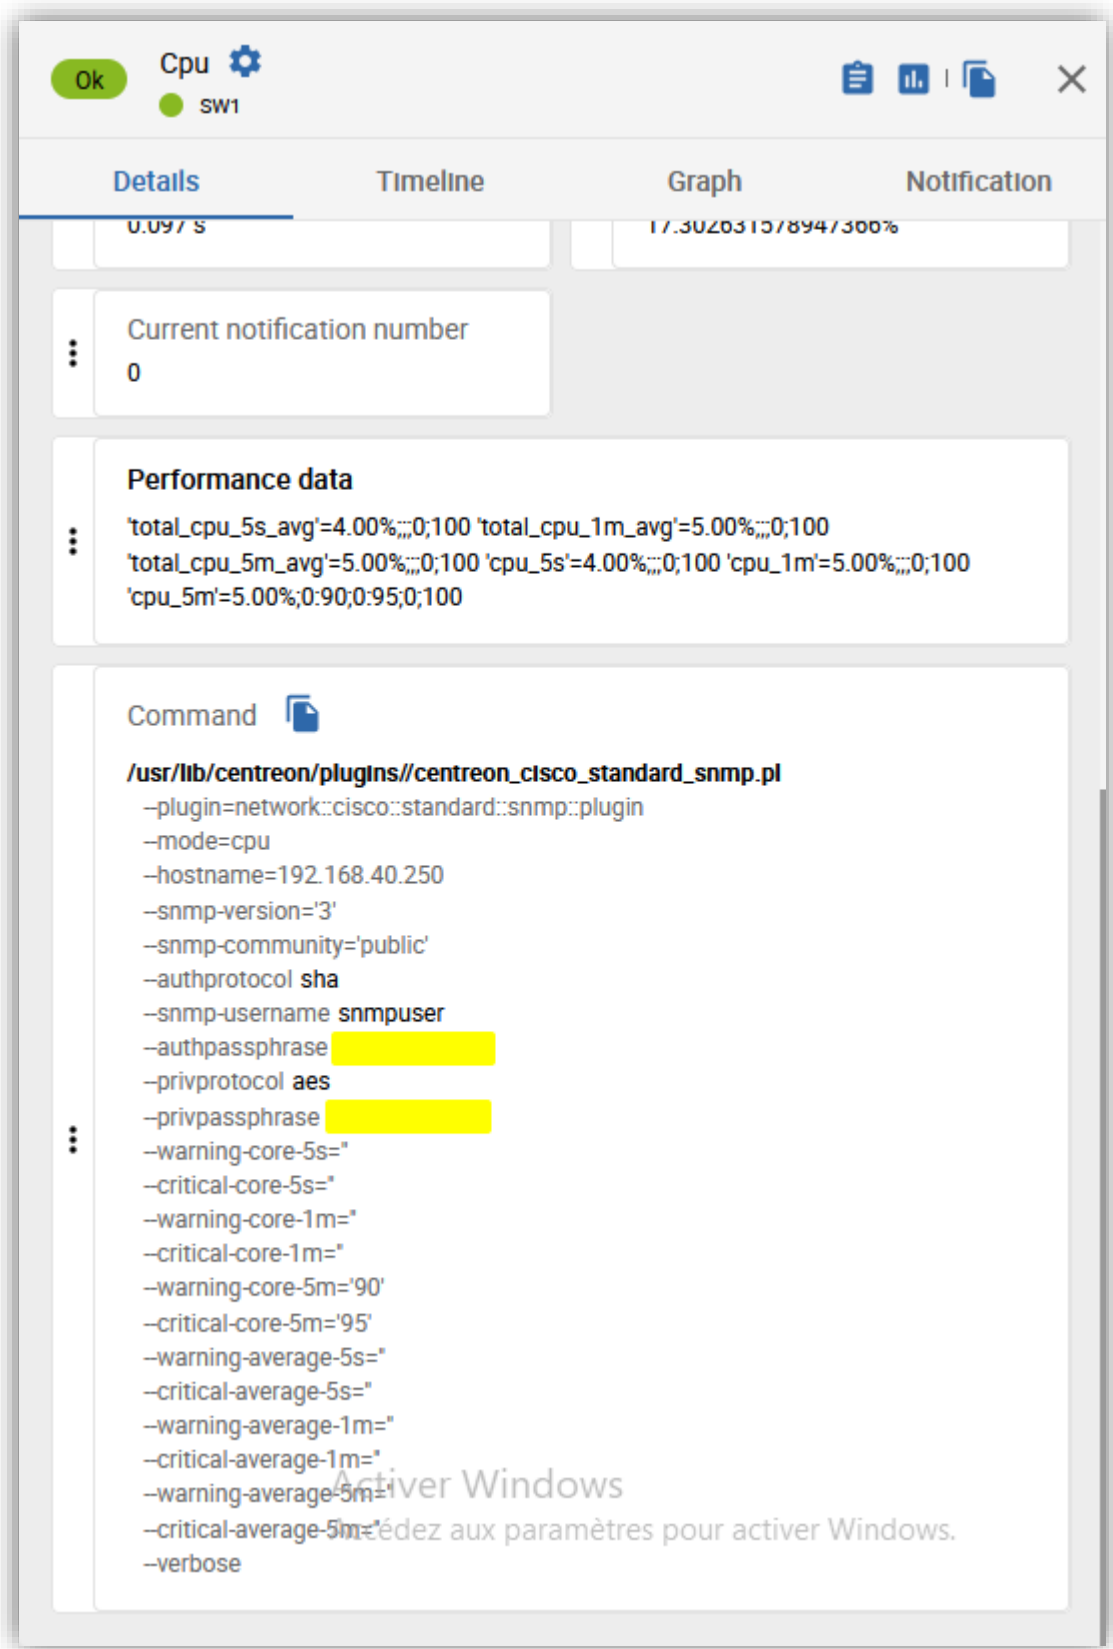 Ok
Cpu
SW1
Details Timeline Graph Notification
0.097 s 17.302631578947366%
Current notification number
0
Performance data
'total_cpu_5s_avg'=4.00%;;;0;100 'total_cpu_1m_avg'=5.00%;;;0;100
'total_cpu_5m_avg'=5.00%;;;0;100 'cpu_5s'=4.00%;;;0;100 'cpu_1m'=5.00%;;;0;100
'cpu_5m'=5.00%;0:90;0:95;0;100
Command
/usr/lib/centreon/plugins//centreon_cisco_standard_snmp.pl
--plugin=network::cisco::standard::snmp::plugin
--mode=cpu
--hostname=192.168.40.250
--snmp-version='3'
--snmp-community='public'
--authprotocol sha
--snmp-username snmpuser
--authpassphrase
--privprotocol aes
--privpassphrase
--warning-core-5s=''
--critical-core-5s=''
--warning-core-1m=''
--critical-core-1m=''
--warning-core-5m='90'
--critical-core-5m='95'
--warning-average-5s=''
--critical-average-5s=''
--warning-average-1m=''
--critical-average-1m=''
--warning-average-5m=''
--critical-average-5m=''
--verbose
Activer Windows
Accédez aux paramètres pour activer Windows.